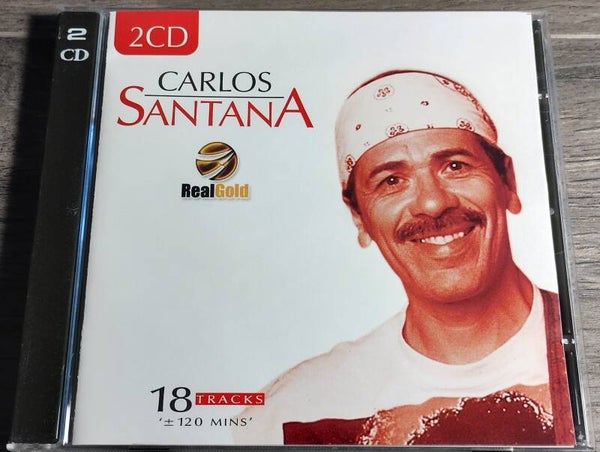 2
CD
2CD
CARLOS
SANTANA
RealGold
18 TRACKS
'±120 MINS'